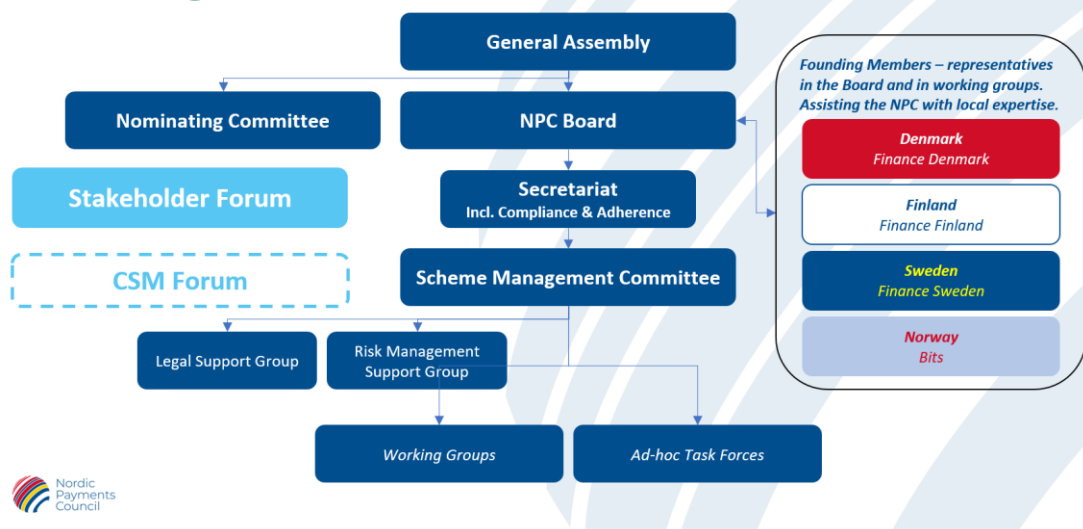 General Assembly
Nominating Committee
NPC Board
Stakeholder Forum
Secretariat
Incl. Compliance & Adherence
CSM Forum
Scheme Management Committee
Legal Support Group
Risk Management
Support Group
Working Groups
Ad-hoc Task Forces
Founding Members – representatives
in the Board and in working groups.
Assisting the NPC with local expertise.
Denmark
Finance Denmark
Finland
Finance Finland
Sweden
Finance Sweden
Norway
Bits
Nordic
Payments
Council